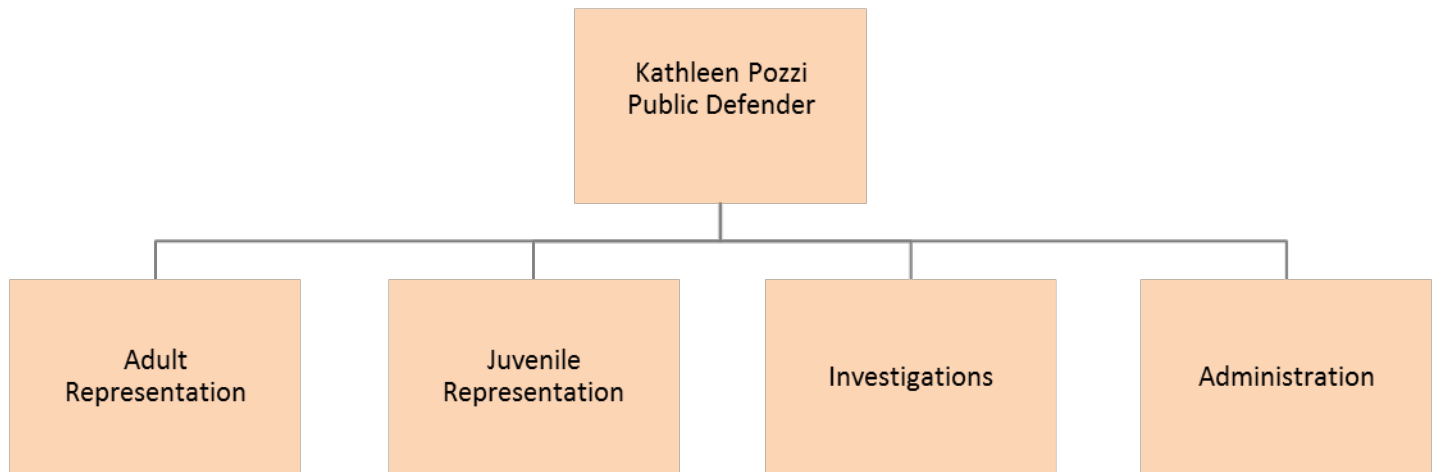 Kathleen Pozzi
Public Defender
Adult
Representation
Juvenile
Representation
Investigations
Administration